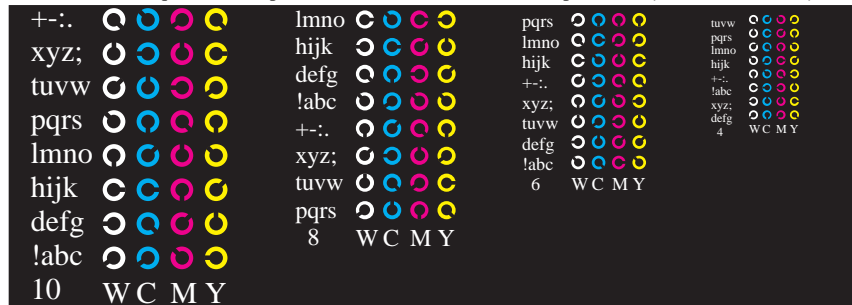 +-:.
xyz;
tuvw
pqrs
lmno
hijk
defg
!abc
10 W C M Y
lmno
hijk
defg
!abc
+-:.
xyz;
tuvw
pqrs
8 W C M Y
pqrs
lmno
hijk
+-:.
xyz;
tuvw
defg
!abc
6 W C M Y
tuvw
pqrs
lmno
hijk
+-:.
!abc
xyz;
defg
4 W C M Y